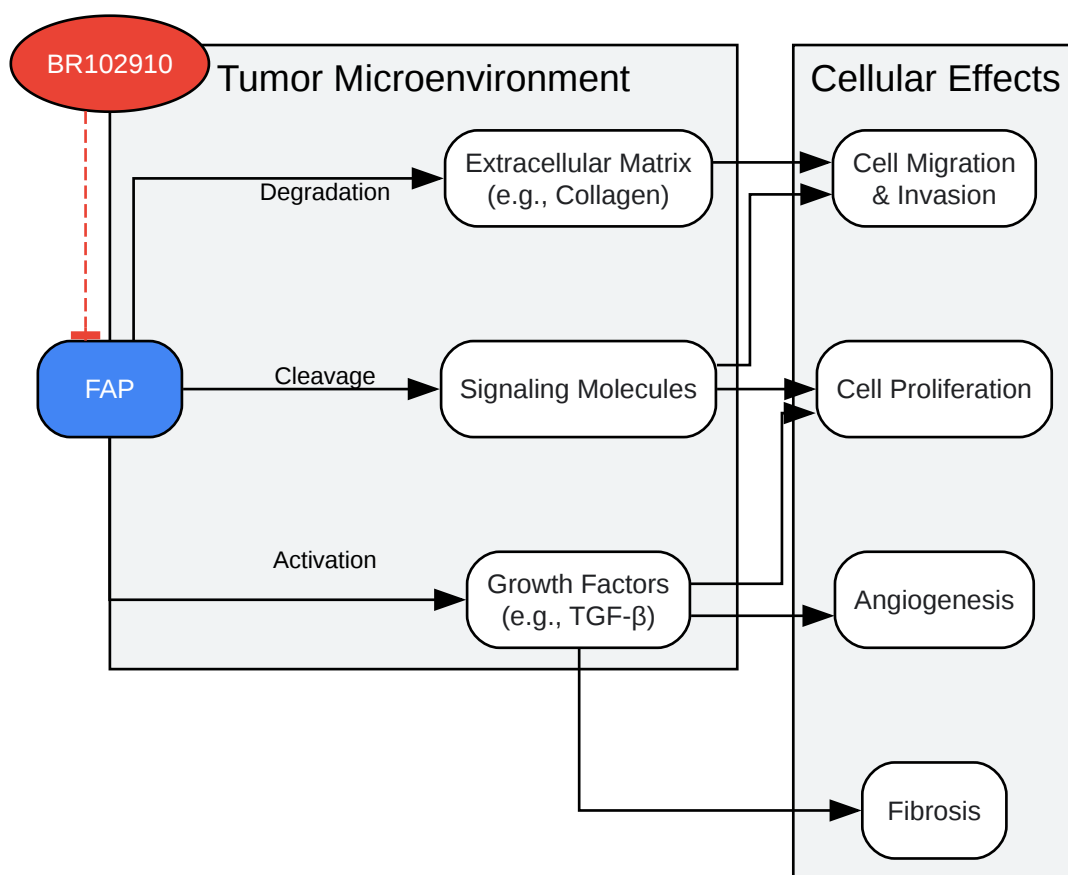 BR102910
Tumor Microenvironment
Cellular Effects
Degradation
Extracellular Matrix
(e.g., Collagen)
Cell Migration
& Invasion
FAP
Cleavage
Signaling Molecules
Cell Proliferation
Activation
Growth Factors
(e.g., TGF-β)
Angiogenesis
Fibrosis